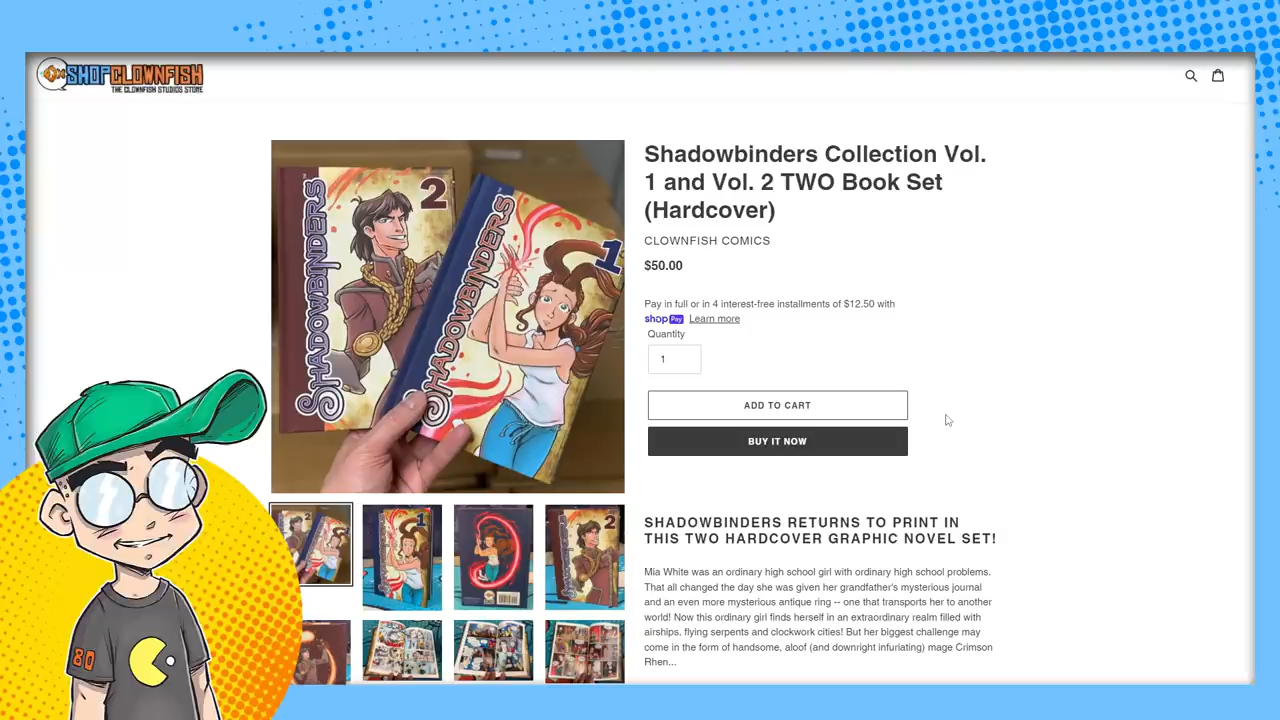 SHOPCLOWNFISH
THE CLOWNFISH STUDIOS STORE
SHADOWBINDERS
2
SHADOWBINDERS
1
Shadowbinders Collection Vol.
1 and Vol. 2 TWO Book Set
(Hardcover)
CLOWNFISH COMICS
$50.00
Pay in full or in 4 interest-free installments of $12.50 with
shop Pay Learn more
Quantity
1
ADD TO CART
BUY IT NOW
SHADOWBINDERS RETURNS TO PRINT IN
THIS TWO HARDCOVER GRAPHIC NOVEL SET!
Mia White was an ordinary high school girl with ordinary high school problems.
That all changed the day she was given her grandfather's mysterious journal
and an even more mysterious antique ring -- one that transports her to another
world! Now this ordinary girl finds herself in an extraordinary realm filled with
airships, flying serpents and clockwork cities! But her biggest challenge may
come in the form of handsome, aloof (and downright infuriating) mage Crimson
Rhen...
80